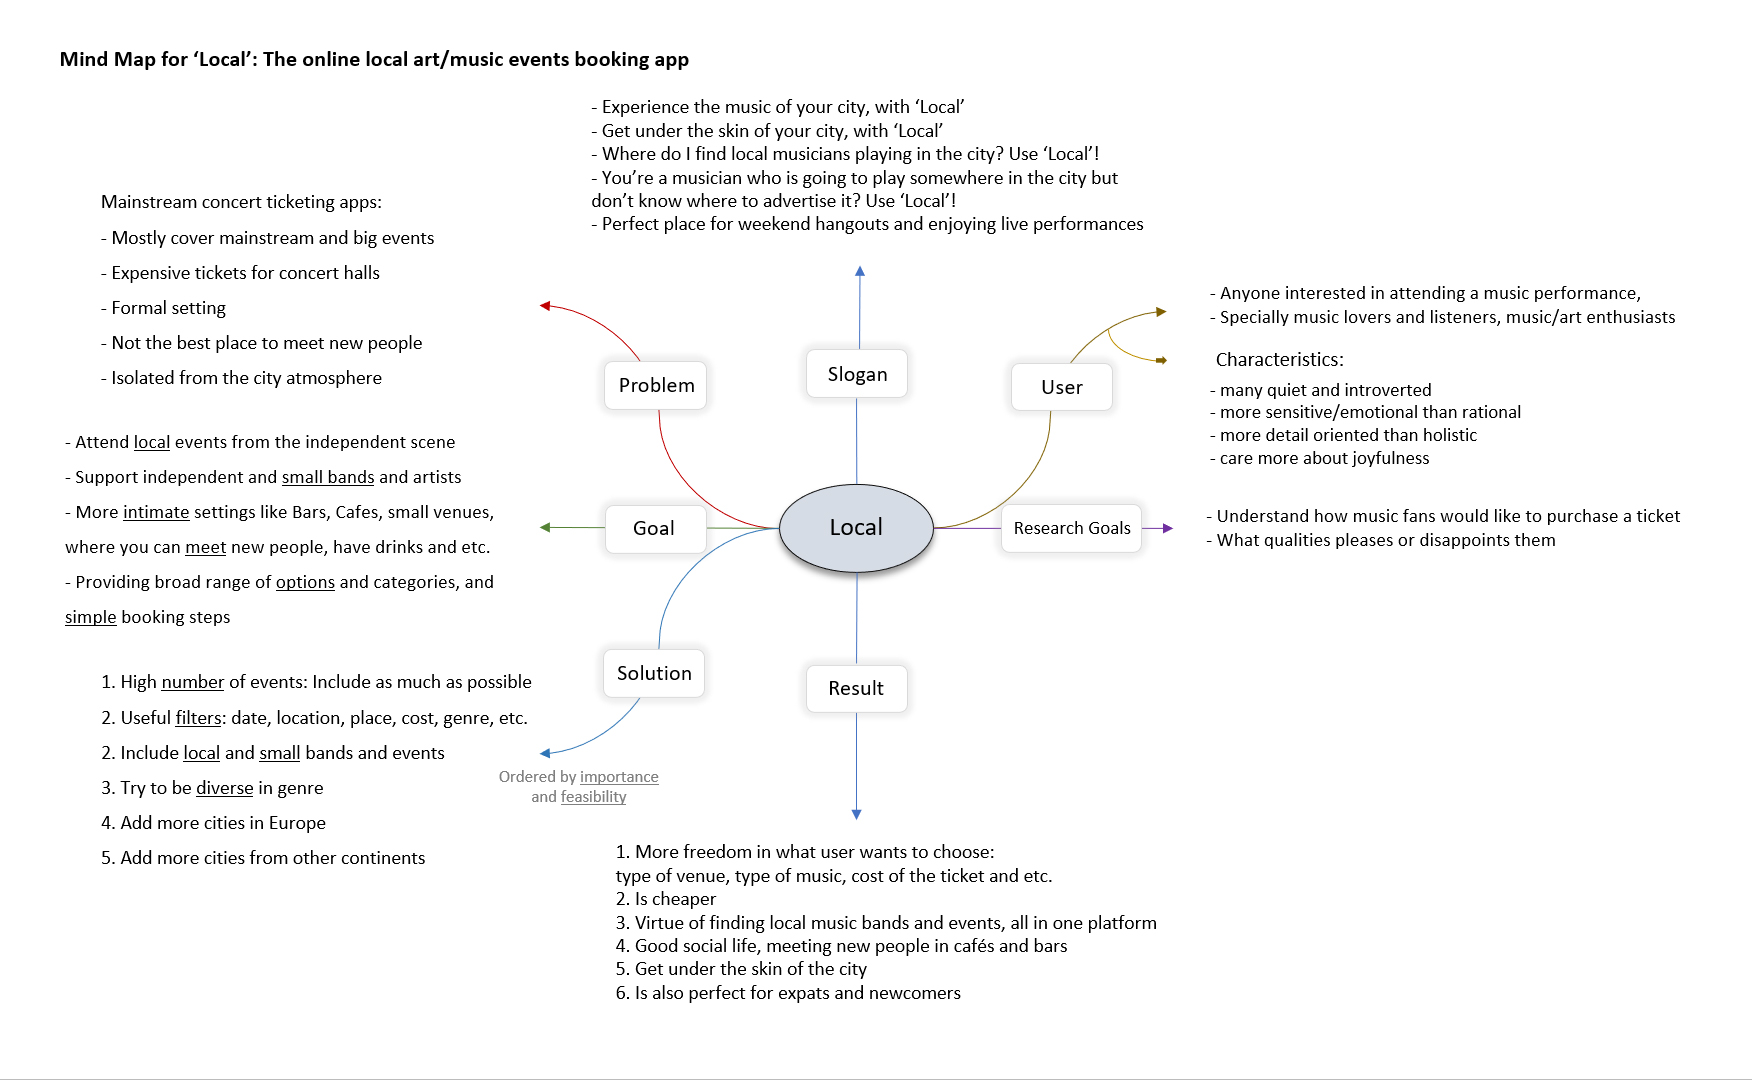 Mind Map for ‘Local’: The online local art/music events booking app
- Experience the music of your city, with ‘Local’
- Get under the skin of your city, with ‘Local’
- Where do I find local musicians playing in the city? Use ‘Local’!
- You’re a musician who is going to play somewhere in the city but
don’t know where to advertise it? Use ‘Local’!
- Perfect place for weekend hangouts and enjoying live performances
Mainstream concert ticketing apps:
- Mostly cover mainstream and big events
- Expensive tickets for concert halls
- Formal setting
- Not the best place to meet new people
- Isolated from the city atmosphere
Problem
Slogan
User
- Anyone interested in attending a music performance,
- Specially music lovers and listeners, music/art enthusiasts
Characteristics:
- many quiet and introverted
- more sensitive/emotional than rational
- more detail oriented than holistic
- care more about joyfulness
- Attend local events from the independent scene
- Support independent and small bands and artists
- More intimate settings like Bars, Cafes, small venues,
where you can meet new people, have drinks and etc.
- Providing broad range of options and categories, and
simple booking steps
Goal
Local
Research Goals
- Understand how music fans would like to purchase a ticket
- What qualities pleases or disappoints them
Solution
Result
1. High number of events: Include as much as possible
2. Useful filters: date, location, place, cost, genre, etc.
2. Include local and small bands and events
3. Try to be diverse in genre
4. Add more cities in Europe
5. Add more cities from other continents
Ordered by importance
and feasibility
1. More freedom in what user wants to choose:
type of venue, type of music, cost of the ticket and etc.
2. Is cheaper
3. Virtue of finding local music bands and events, all in one platform
4. Good social life, meeting new people in cafés and bars
5. Get under the skin of the city
6. Is also perfect for expats and newcomers